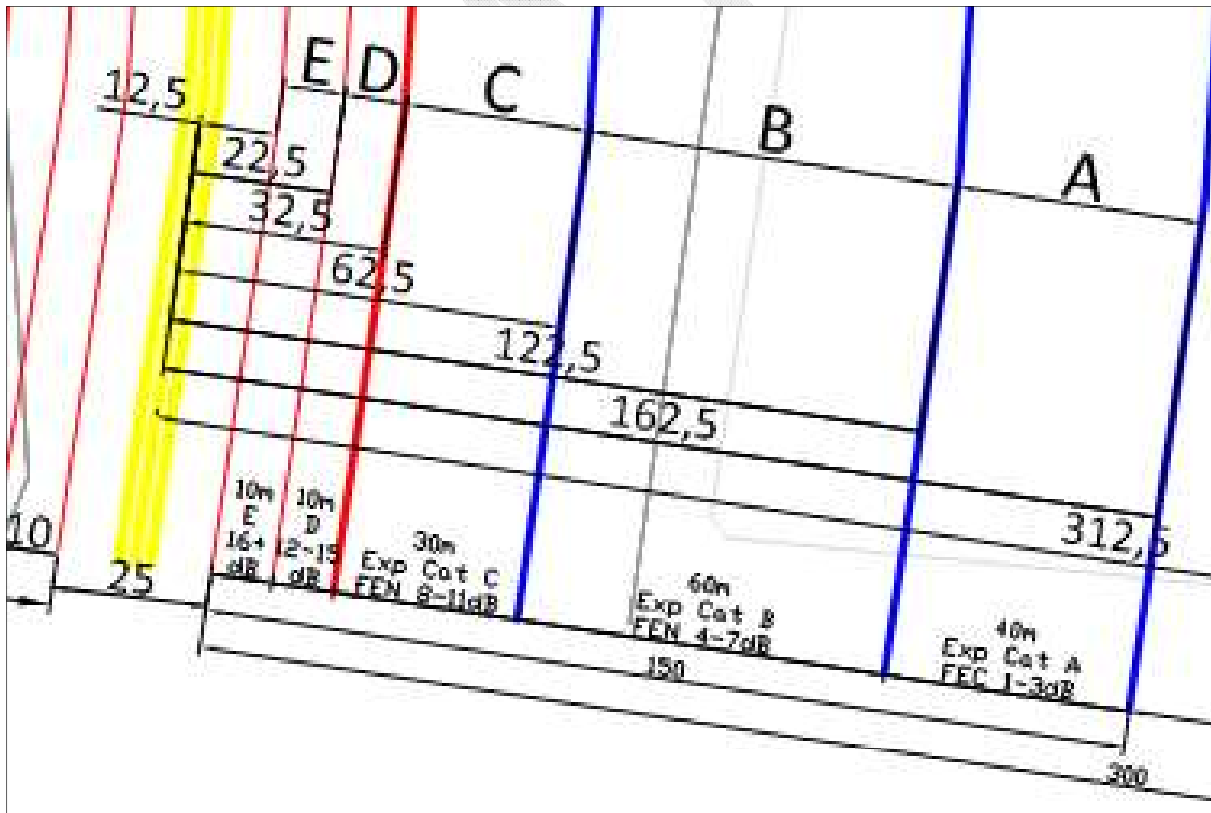 E D C
B
A
12,5
22,5
32,5
62,5
122,5
162,5
312,5
10
25
10m
E
16+
dB
10m
D
12-15
dB
30m
Exp Cat C
FEN 8-11dB
60m
Exp Cat B
FEN 4-7dB
40m
Exp Cat A
FEC 1-3dB
150